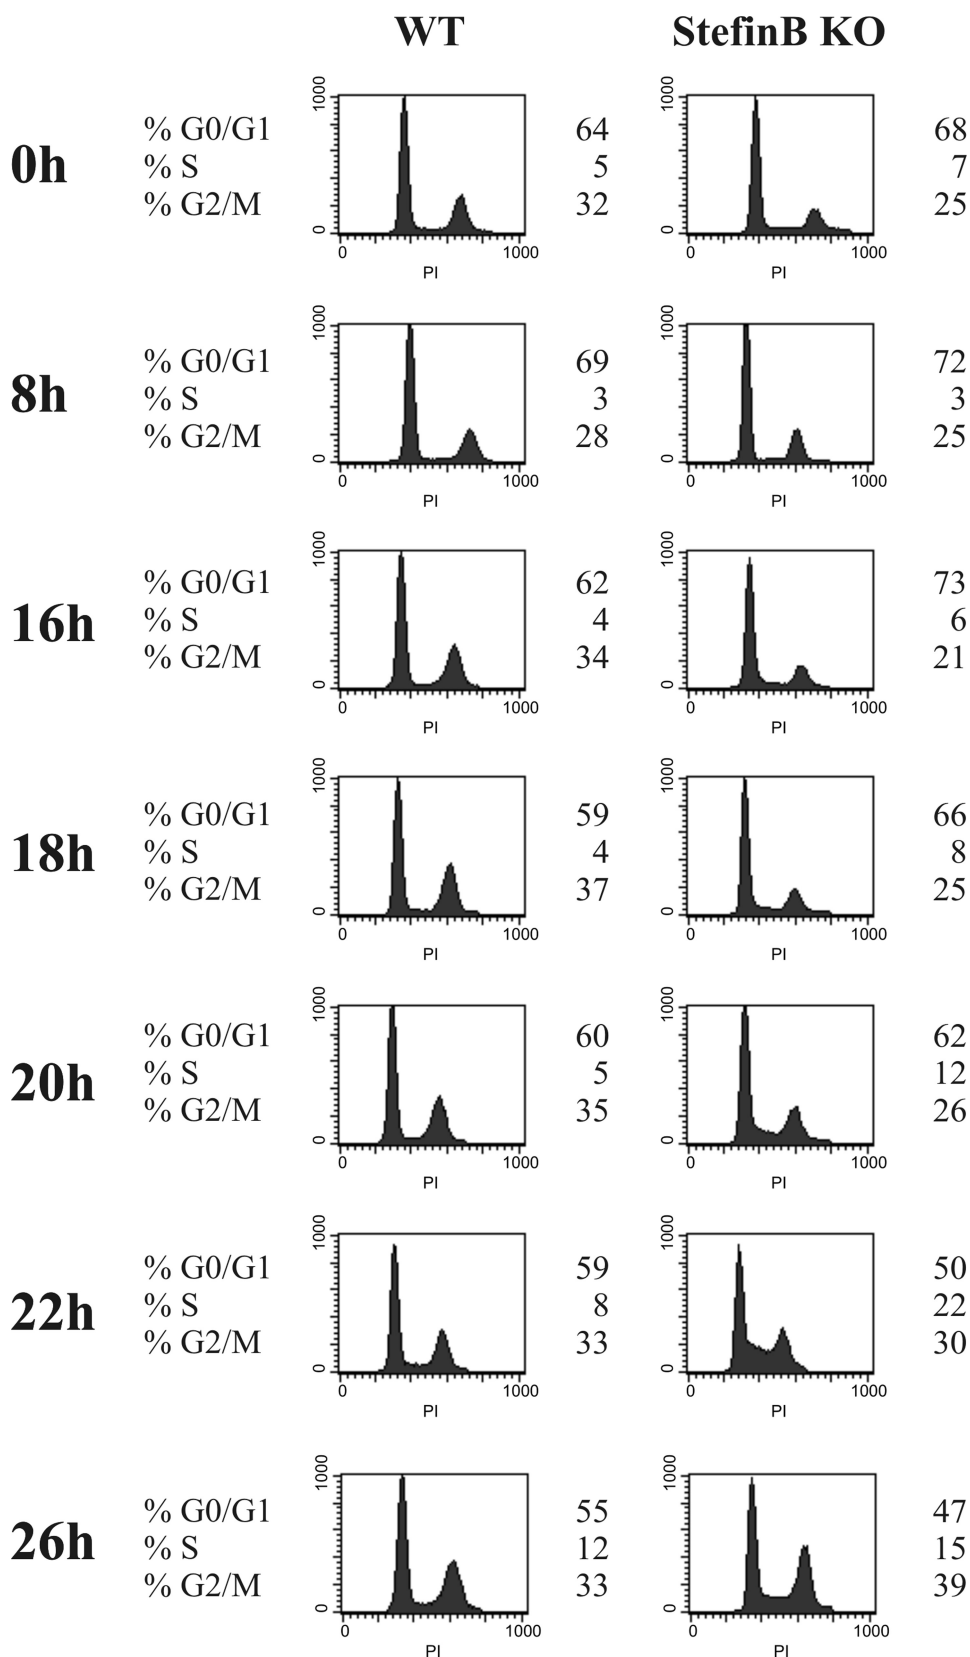 WT StefinB KO
0h
% G0/G1 64 68
% S 5 7
% G2/M 32 25
1000
0
0 1000
PI
1000
0
0 1000
PI
8h
% G0/G1 69 72
% S 3 3
% G2/M 28 25
1000
0
0 1000
PI
1000
0
0 1000
PI
16h
% G0/G1 62 73
% S 4 6
% G2/M 34 21
1000
0
0 1000
PI
1000
0
0 1000
PI
18h
% G0/G1 59 66
% S 4 8
% G2/M 37 25
1000
0
0 1000
PI
1000
0
0 1000
PI
20h
% G0/G1 60 62
% S 5 12
% G2/M 35 26
1000
0
0 1000
PI
1000
0
0 1000
PI
22h
% G0/G1 59 50
% S 8 22
% G2/M 33 30
1000
0
0 1000
PI
1000
0
0 1000
PI
26h
% G0/G1 55 47
% S 12 15
% G2/M 33 39
1000
0
0 1000
PI
1000
0
0 1000
PI